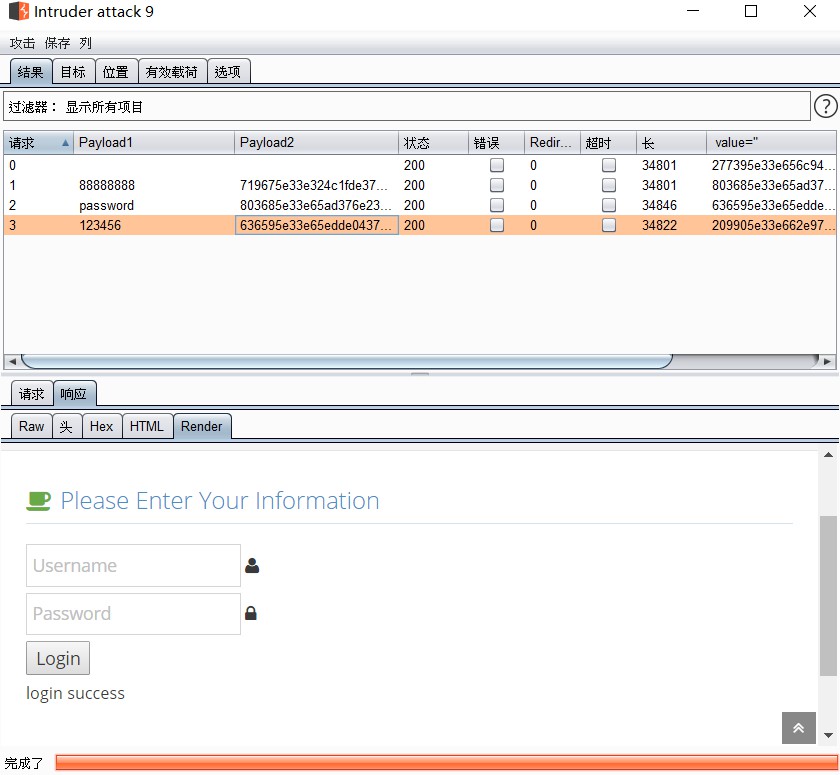 Intruder attack 9
攻击 保存 列
结果 目标 位置 有效载荷 选项
过滤器： 显示所有项目 ?
请求 Payload1 Payload2 状态 错误 Redir... 超时 长 value="
0 200 0 34801 277395e33e656c94...
1 88888888 719675e33e324c1fde37... 200 0 34801 803685e33e65ad37...
2 password 803685e33e65ad376e23... 200 0 34846 636595e33e65edde...
3 123456 636595e33e65edde0437... 200 0 34822 209905e33e662e97...
请求 响应
Raw 头 Hex HTML Render
Please Enter Your Information
Username
Password
Login
login success
完成了